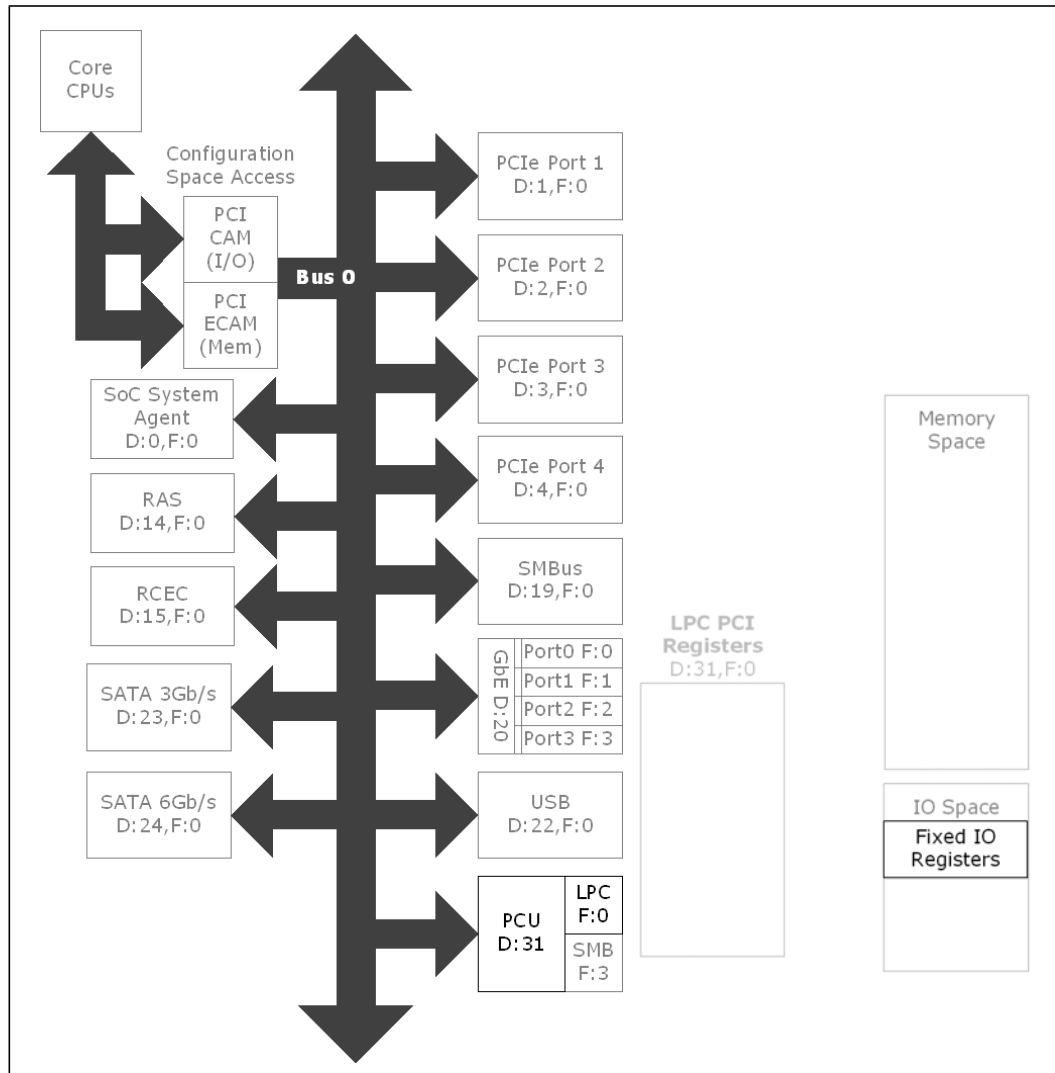 Core
CPUs
Configuration
Space Access
PCI
CAM
(I/O)
PCI
ECAM
(Mem)
Bus 0
SoC System
Agent
D:0,F:0
RAS
D:14,F:0
RCEC
D:15,F:0
SATA 3Gb/s
D:23,F:0
SATA 6Gb/s
D:24,F:0
PCIe Port 1
D:1,F:0
PCIe Port 2
D:2,F:0
PCIe Port 3
D:3,F:0
PCIe Port 4
D:4,F:0
SMBus
D:19,F:0
GbE D:20
Port0 F:0
Port1 F:1
Port2 F:2
Port3 F:3
USB
D:22,F:0
PCU
D:31
LPC
F:0
SMB
F:3
LPC PCI
Registers
D:31,F:0
Memory
Space
IO Space
Fixed IO
Registers